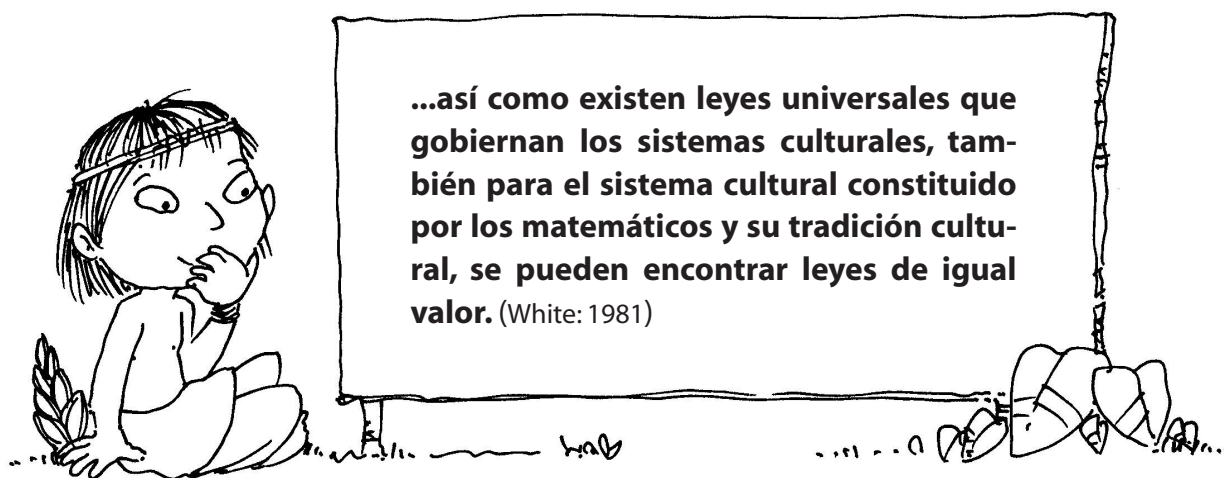 ...así como existen leyes universales que
gobiernan los sistemas culturales, tam-
bién para el sistema cultural constituido
por los matemáticos y su tradición cultu-
ral, se pueden encontrar leyes de igual
valor. (White: 1981)